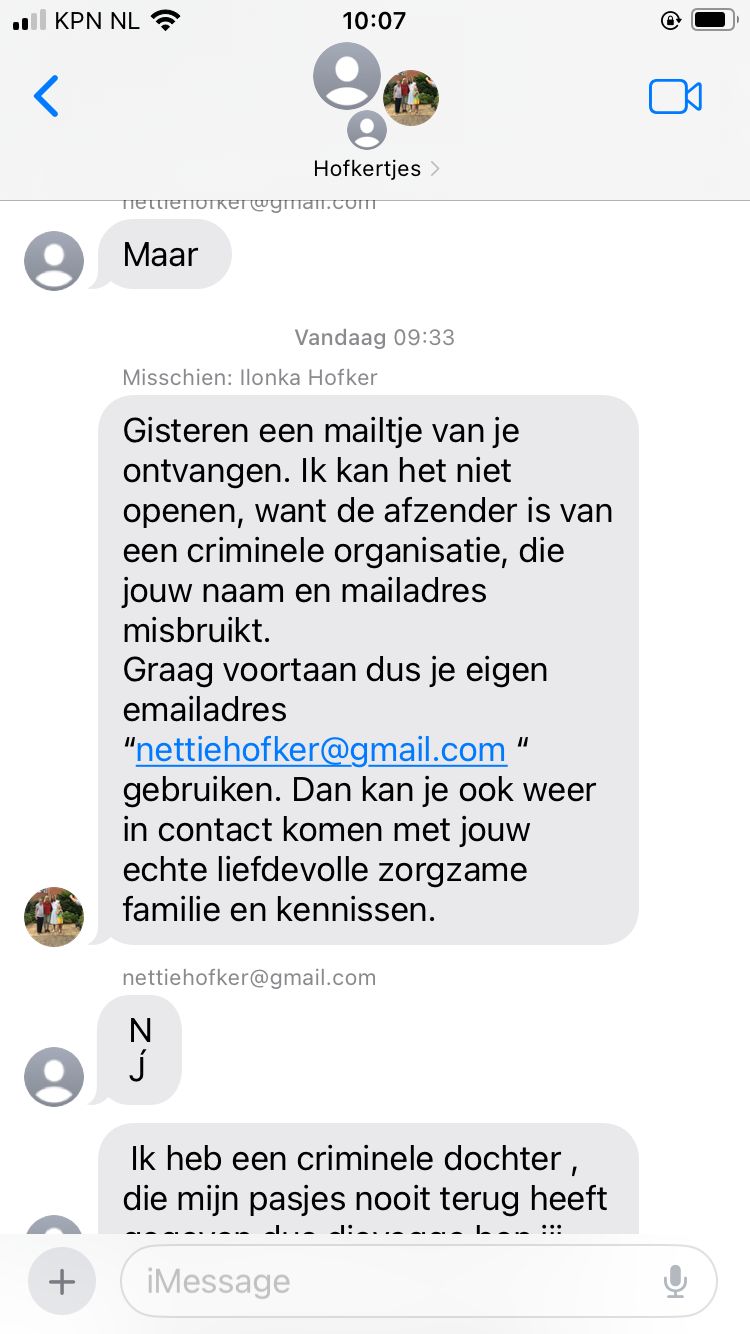 KPN NL
10:07
Hofkertjes
nettiehofker@gmail.com
Maar
Vandaag 09:33
Misschien: Ilonka Hofker
Gisteren een mailtje van je
ontvangen. Ik kan het niet
openen, want de afzender is van
een criminele organisatie, die
jouw naam en mailadres
misbruikt.
Graag voortaan dus je eigen
emailadres
“nettiehofker@gmail.com “
gebruiken. Dan kan je ook weer
in contact komen met jouw
echte liefdevolle zorgzame
familie en kennissen.
nettiehofker@gmail.com
N
J́
Ik heb een criminele dochter ,
die mijn pasjes nooit terug heeft
iMessage